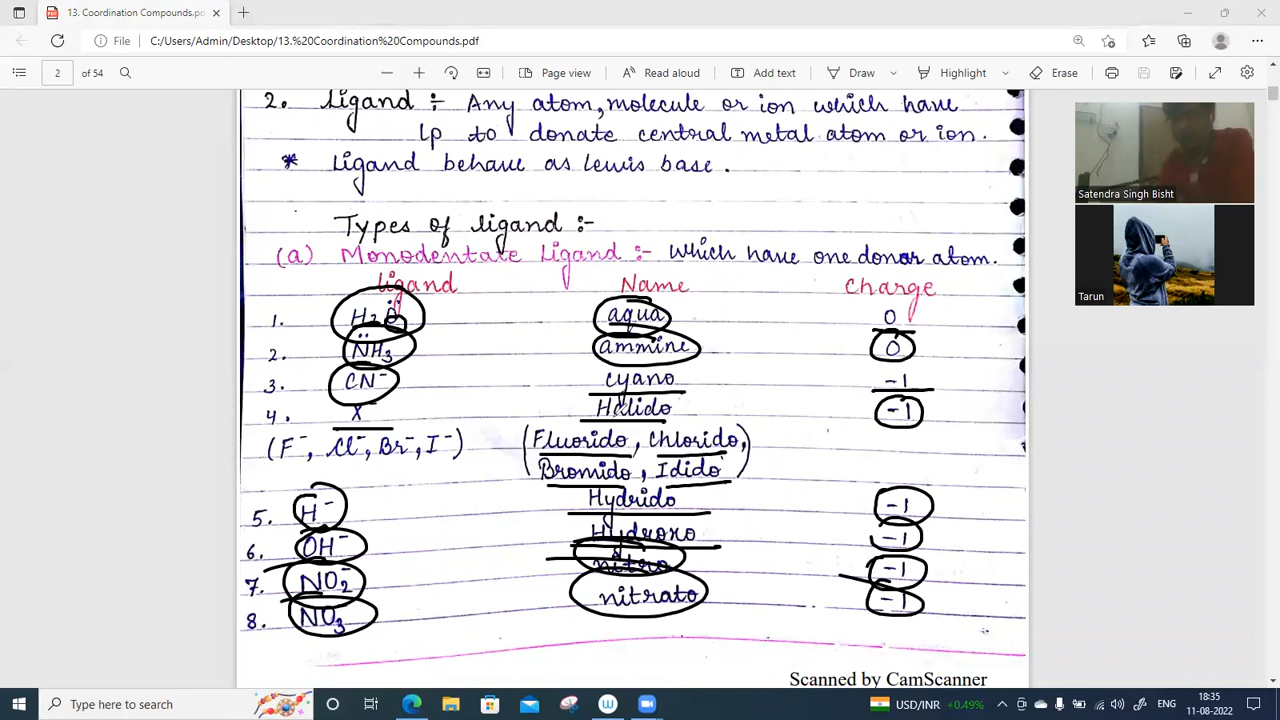 13. Coordination Compounds.pdf
File C:/Users/Admin/Desktop/13.%20Coordination%20Compounds.pdf
2 of 54 Page view Read aloud Add text Draw Highlight Erase
2. Ligand :- Any atom, molecule or ion which have
lp to donate central metal atom or ion.
* Ligand behave as lewis base.
Types of ligand :-
(a) Monodentate Ligand :- which have one donar atom.
Ligand Name Charge
1. H2O aqua 0
2. NH3 ammine 0
3. CN- cyano -1
4. X- Halido -1
(F-, Cl-, Br-, I-) (Fluorido, Chlorido,
Bromido, Idido)
5. H- Hydrido -1
6. OH- Hydroxo -1
7. NO2- nitro -1
8. NO3- nitrato -1
Scanned by CamScanner
Satendra Singh Bisht
Tarun
Type here to search
USD/INR +0.49%
ENG
18:35
11-08-2022